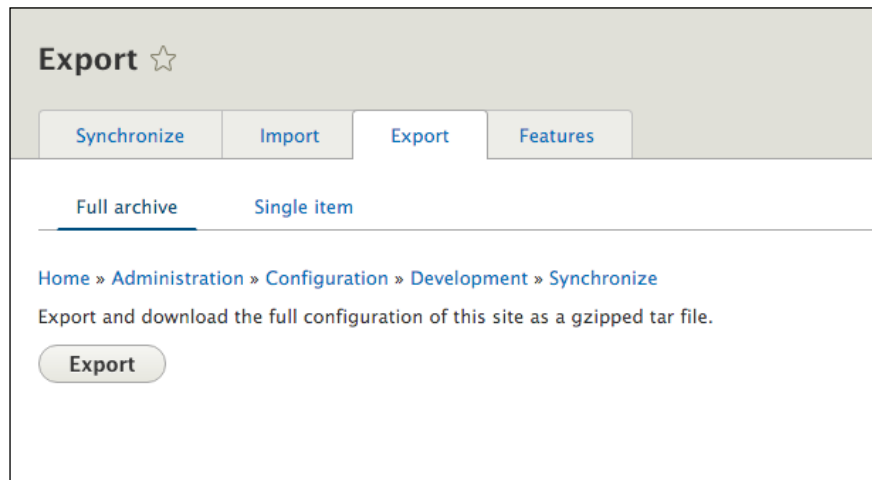 Export
Synchronize Import Export Features
Full archive Single item
Home » Administration » Configuration » Development » Synchronize
Export and download the full configuration of this site as a gzipped tar file.
Export